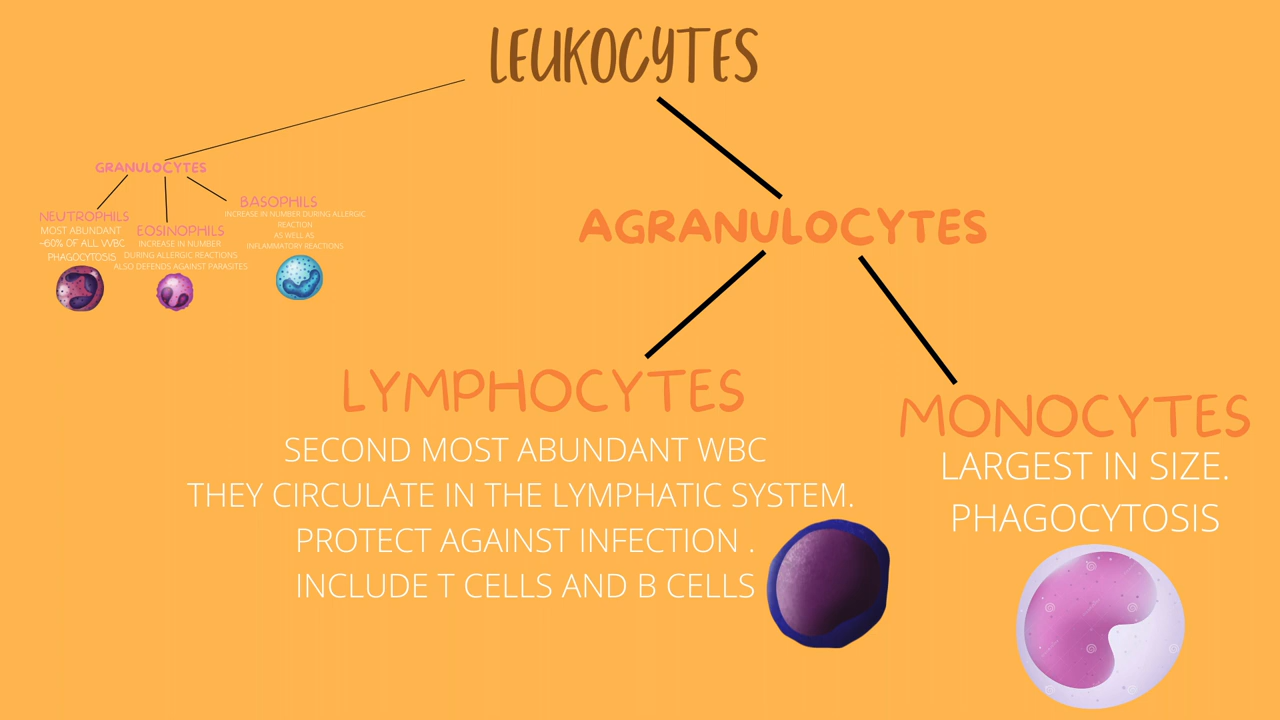 LEUKOCYTES
GRANULOCYTES
NEUTROPHILS
MOST ABUNDANT
~60% OF ALL WBC
PHAGOCYTOSIS
EOSINOPHILS
INCREASE IN NUMBER
DURING ALLERGIC REACTIONS
ALSO DEFENDS AGAINST PARASITES
BASOPHILS
INCREASE IN NUMBER DURING ALLERGIC
REACTION
AS WELL AS
INFLAMMATORY REACTIONS
AGRANULOCYTES
LYMPHOCYTES
SECOND MOST ABUNDANT WBC
THEY CIRCULATE IN THE LYMPHATIC SYSTEM.
PROTECT AGAINST INFECTION .
INCLUDE T CELLS AND B CELLS
MONOCYTES
LARGEST IN SIZE.
PHAGOCYTOSIS